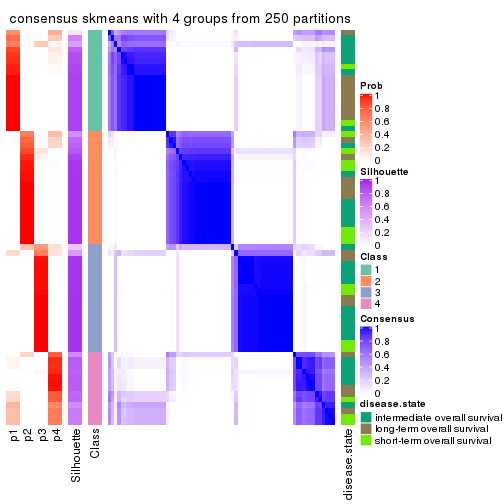 consensus skmeans with 4 groups from 250 partitions
Prob
1
0.8
0.6
0.4
0.2
0
Silhouette
1
0.8
0.6
0.4
0.2
0
Class
1
2
3
4
Consensus
1
0.8
0.6
0.4
0.2
0
disease.state
intermediate overall survival
long-term overall survival
short-term overall survival
p1
p2
p3
p4
Silhouette
Class
disease.state